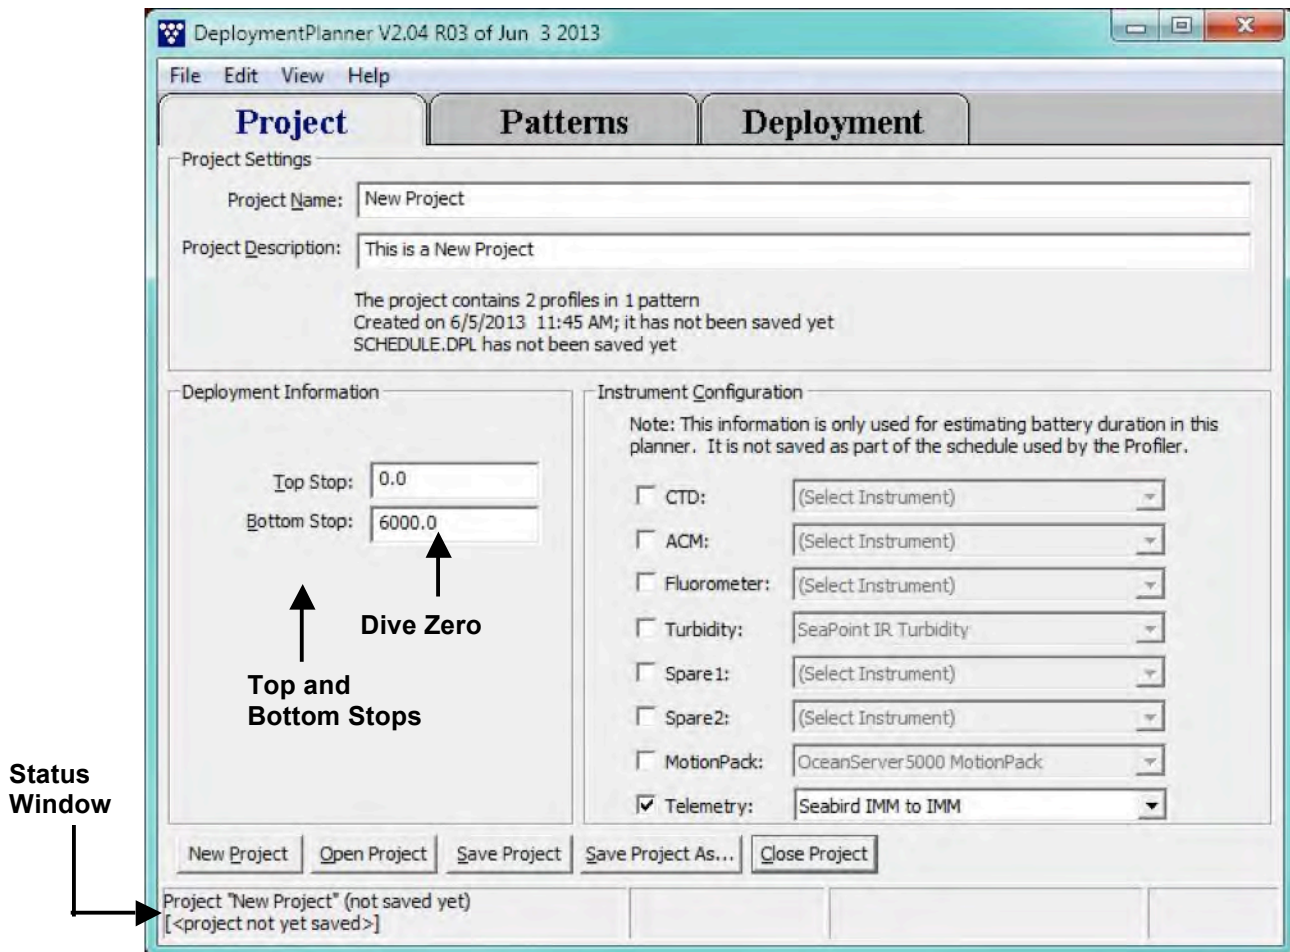 DeploymentPlanner V2.04 R03 of Jun 3 2013
File Edit View Help
Project Patterns Deployment
Project Settings
Project Name: New Project
Project Description: This is a New Project
The project contains 2 profiles in 1 pattern
Created on 6/5/2013 11:45 AM; it has not been saved yet
SCHEDULE.DPL has not been saved yet
Deployment Information
Top Stop: 0.0
Bottom Stop: 6000.0
Dive Zero
Top and
Bottom Stops
Instrument Configuration
Note: This information is only used for estimating battery duration in this
planner. It is not saved as part of the schedule used by the Profiler.
CTD: (Select Instrument)
ACM: (Select Instrument)
Fluorometer: (Select Instrument)
Turbidity: SeaPoint IR Turbidity
Spare1: (Select Instrument)
Spare2: (Select Instrument)
MotionPack: OceanServer5000 MotionPack
Telemetry: Seabird IMM to IMM
Status
Window
New Project Open Project Save Project Save Project As... Close Project
Project "New Project" (not saved yet)
[<project not yet saved>]